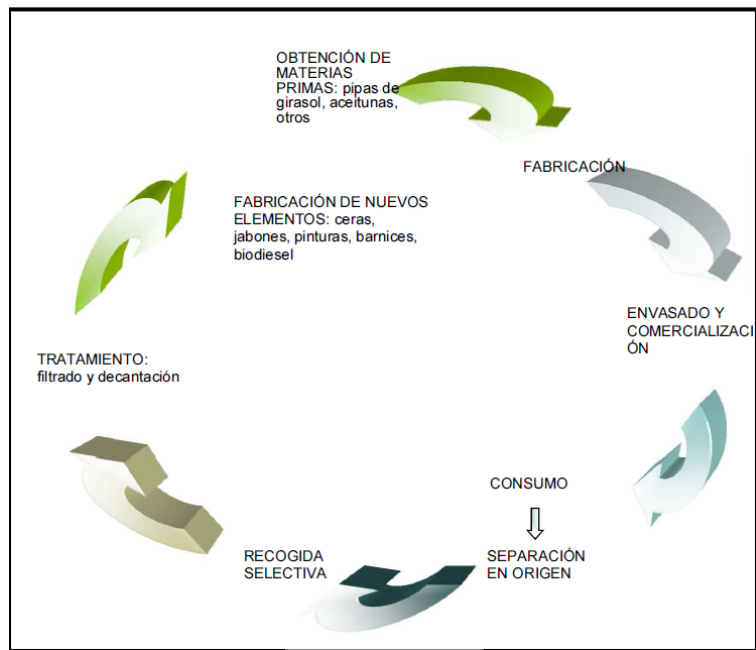 OBTENCIÓN DE
MATERIAS
PRIMAS: pipas de
girasol, aceitunas,
otros
FABRICACIÓN
ENVASADO Y
COMERCIALIZACI
ÓN
CONSUMO
SEPARACIÓN
EN ORIGEN
RECOGIDA
SELECTIVA
TRATAMIENTO:
filtrado y decantación
FABRICACIÓN DE NUEVOS
ELEMENTOS: ceras,
jabones, pinturas, barnices,
biodiesel